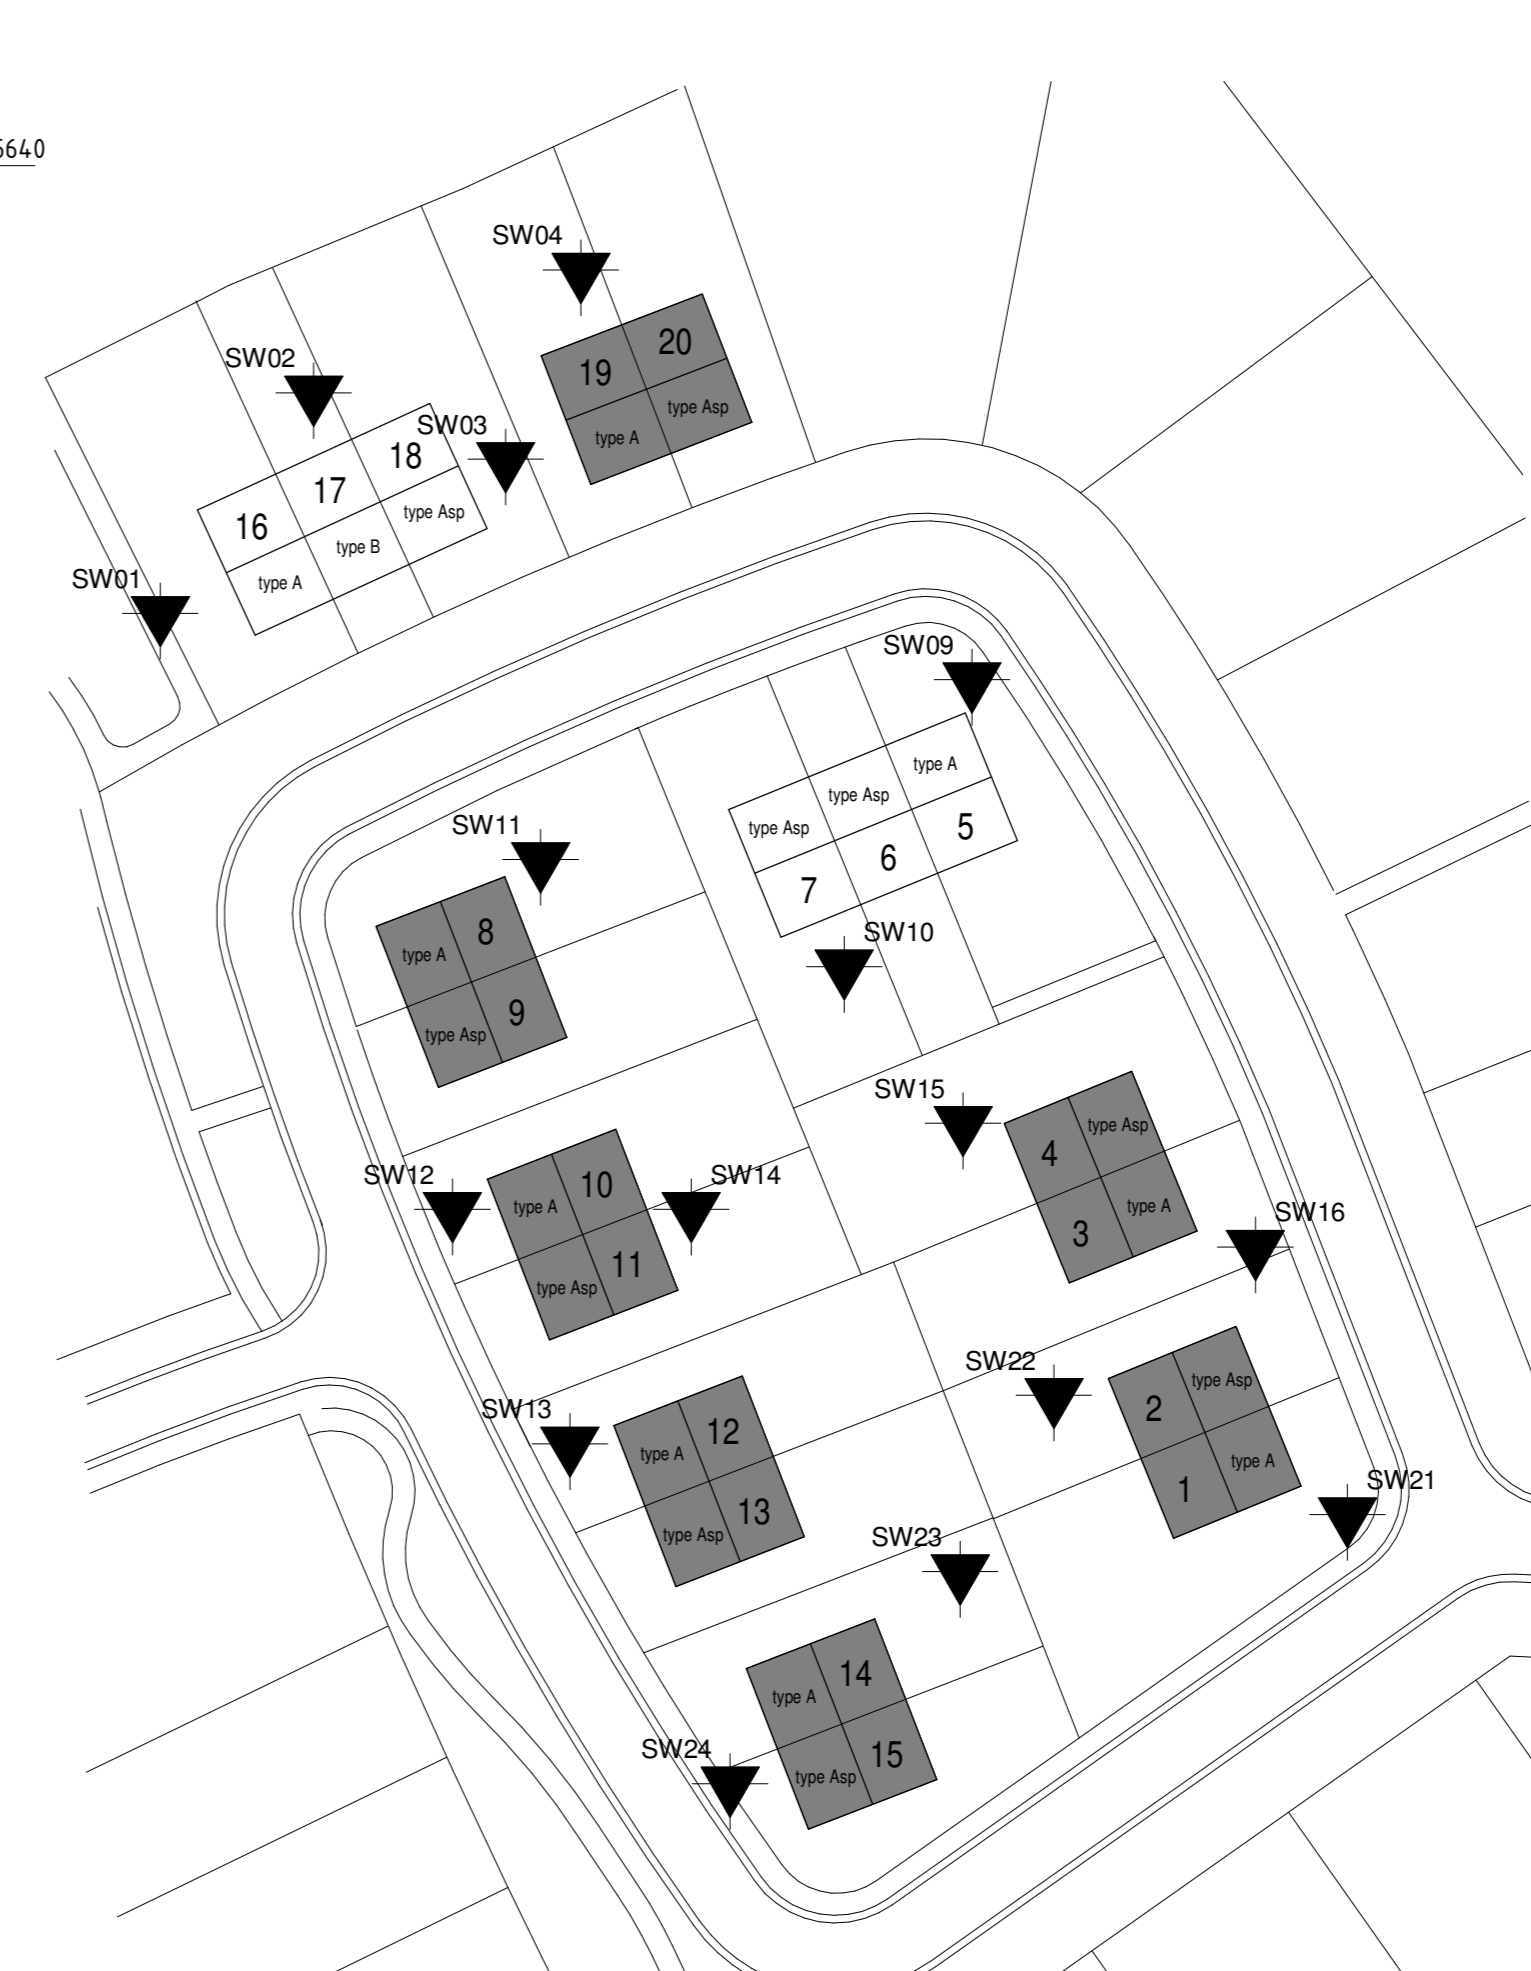 5640
SW04
20
19
type Asp
type A
SW02
SW03
18
17
16
type Asp
type B
type A
SW01
SW09
type A
type Asp
type Asp
5
6
7
SW10
SW11
8
type A
9
type Asp
SW15
type Asp
4
type A
3
SW12
SW14
10
type A
11
type Asp
SW16
SW22
type Asp
2
type A
1
SW21
SW13
12
type A
13
type Asp
SW23
14
type A
15
type Asp
SW24